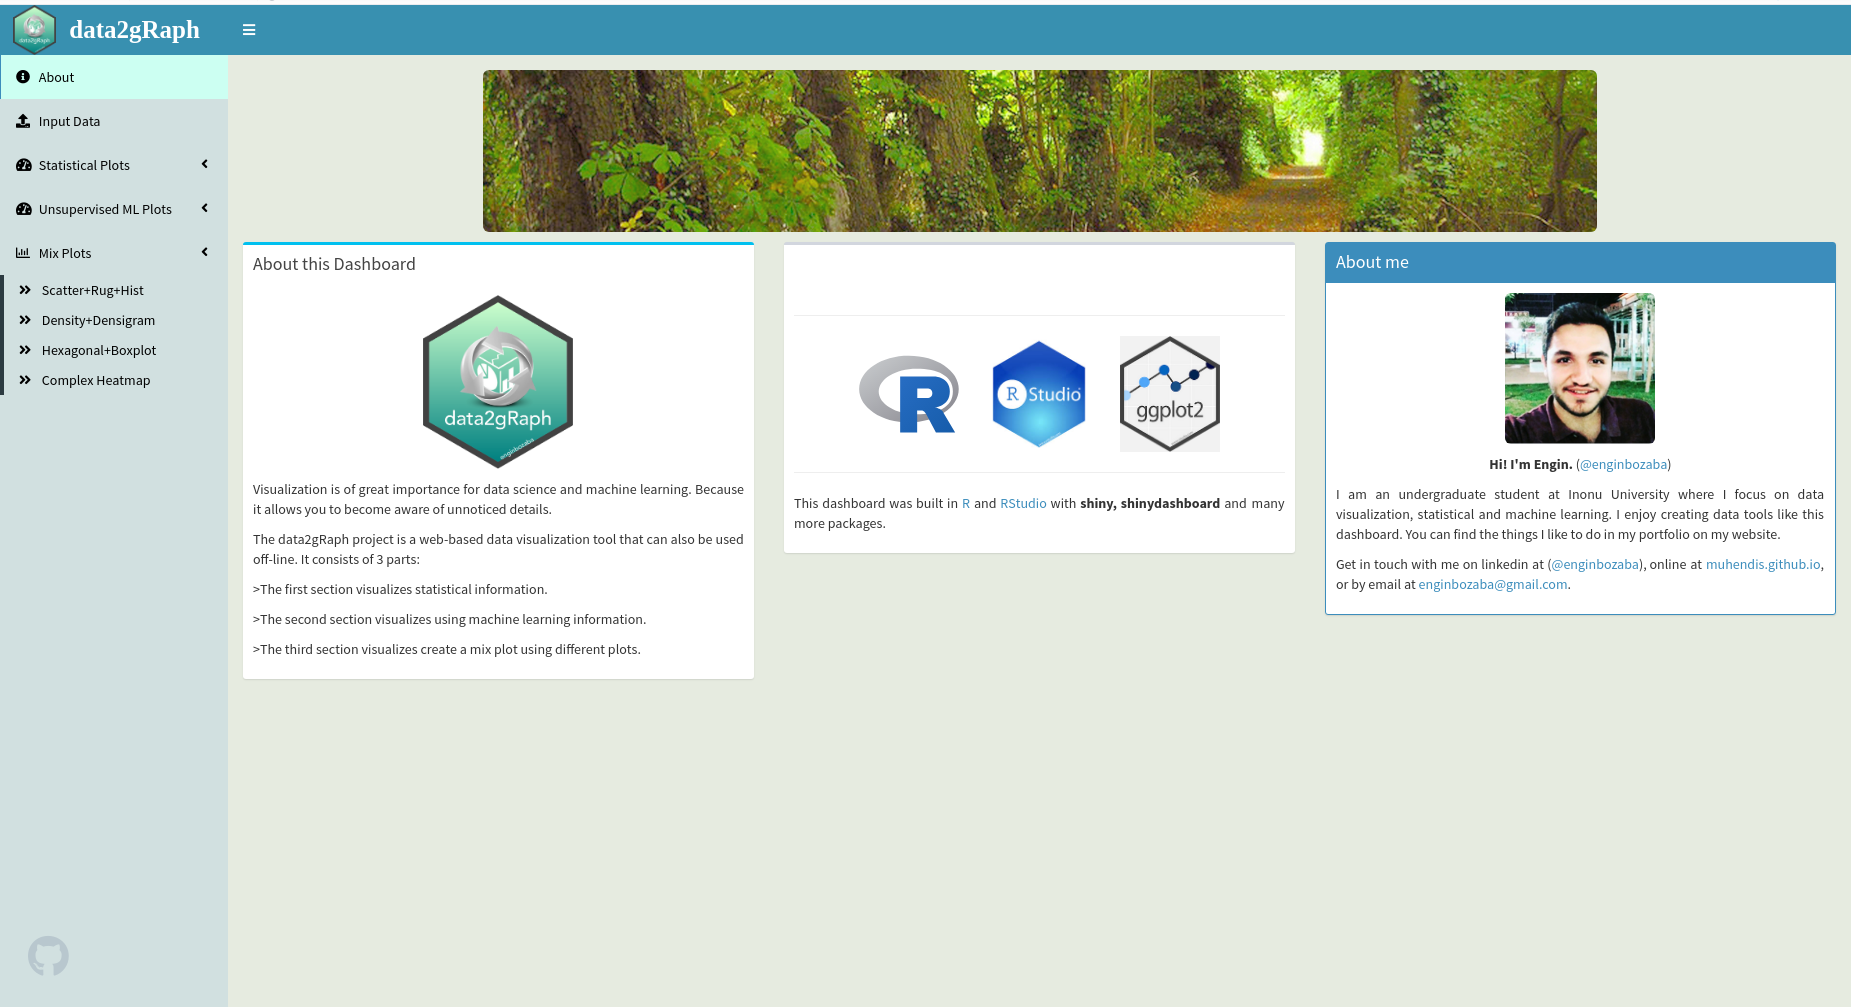 data2gRaph
About
Input Data
Statistical Plots
Unsupervised ML Plots
Mix Plots
Scatter+Rug+Hist
Density+Densigram
Hexagonal+Boxplot
Complex Heatmap
About this Dashboard
data2gRaph
enginbozaba
Visualization is of great importance for data science and machine learning. Because
it allows you to become aware of unnoticed details.
The data2gRaph project is a web-based data visualization tool that can also be used
off-line. It consists of 3 parts:
>The first section visualizes statistical information.
>The second section visualizes using machine learning information.
>The third section visualizes create a mix plot using different plots.
R
R Studio
ggplot2
This dashboard was built in R and RStudio with shiny, shinydashboard and many
more packages.
About me
Hi! I'm Engin. (@enginbozaba)
I am an undergraduate student at Inonu University where I focus on data
visualization, statistical and machine learning. I enjoy creating data tools like this
dashboard. You can find the things I like to do in my portfolio on my website.
Get in touch with me on linkedin at (@enginbozaba), online at muhendis.github.io,
or by email at enginbozaba@gmail.com.